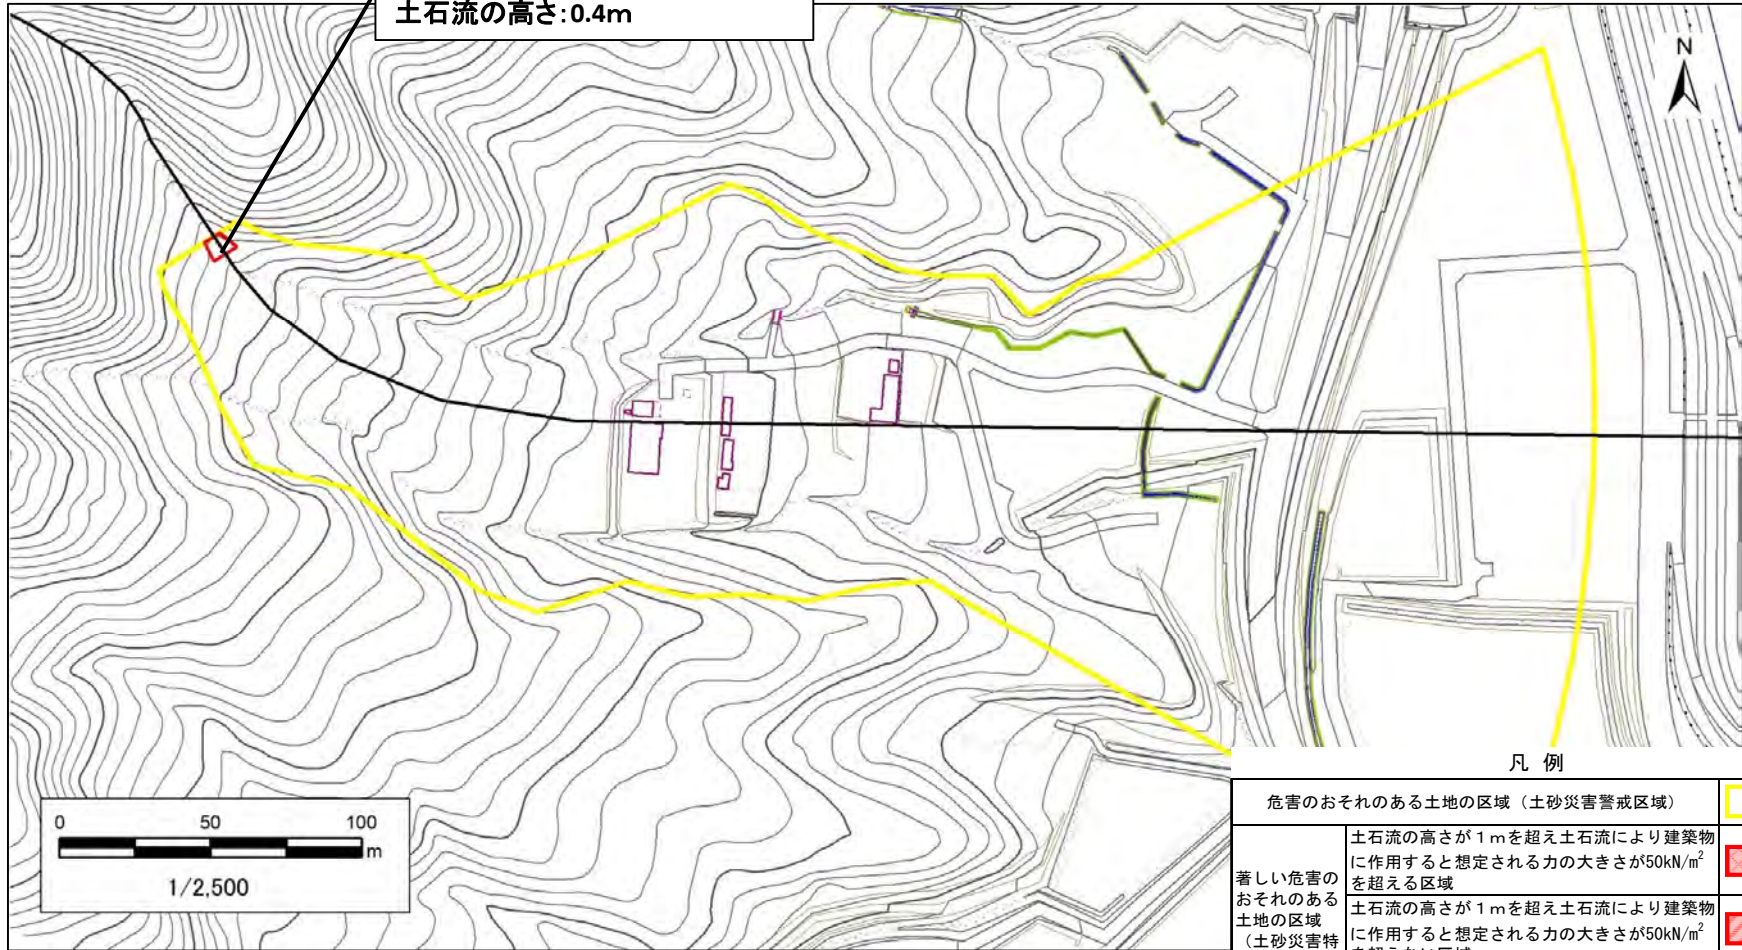 土石流の高さ:0.4m
N
0 50 100
m
1/2,500
凡 例
危害のおそれのある土地の区域（土砂災害警戒区域）
著しい危害の
おそれのある
土地の区域
（土砂災害特
土石流の高さが１ｍを超え土石流により建築物
に作用すると想定される力の大きさが50kN/m²
を超える区域
土石流の高さが１ｍを超え土石流により建築物
に作用すると想定される力の大きさが50kN/m²